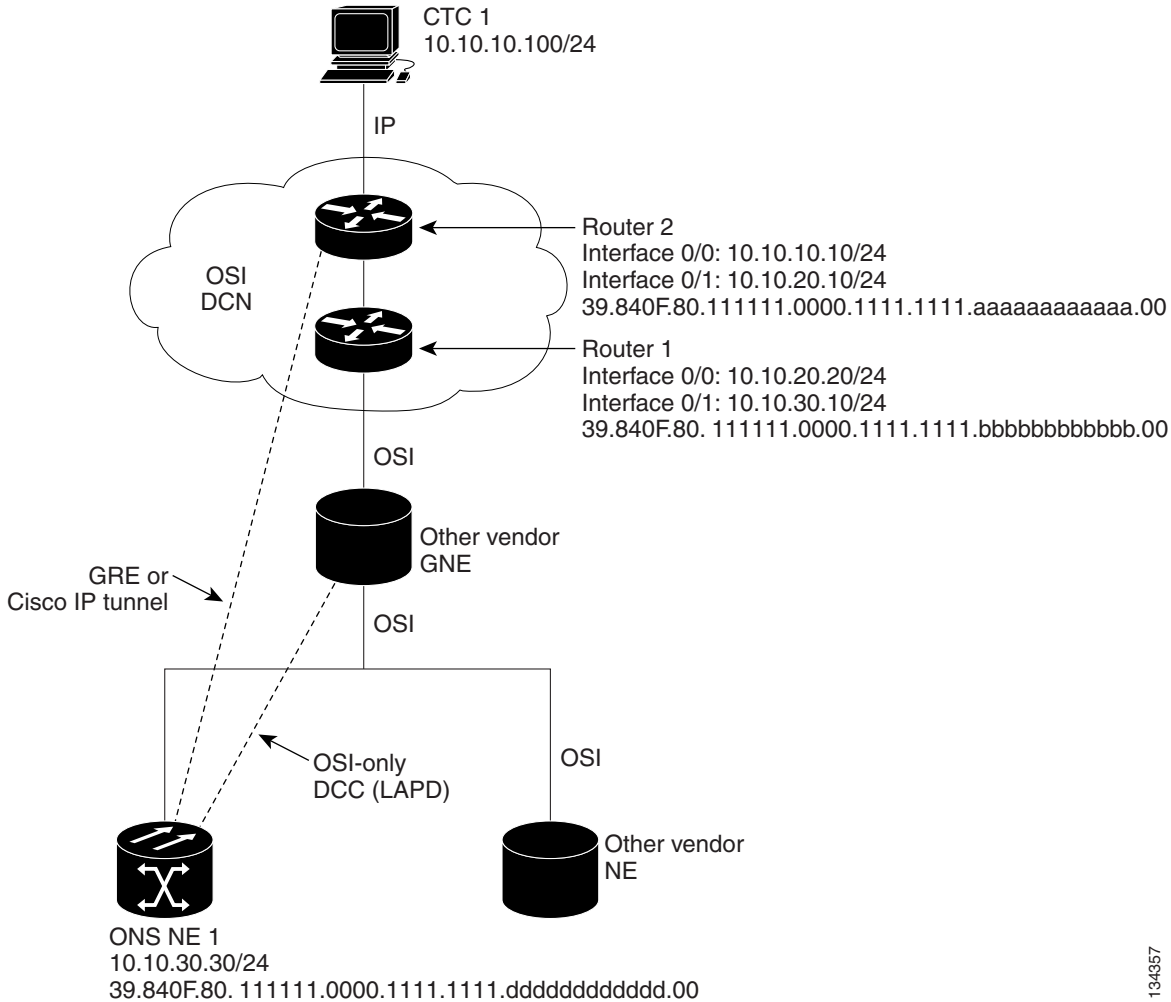 CTC 1
10.10.10.100/24
IP
OSI
DCN
Router 2
Interface 0/0: 10.10.10.10/24
Interface 0/1: 10.10.20.10/24
39.840F.80.111111.0000.1111.1111.aaaaaaaaaaaa.00
Router 1
Interface 0/0: 10.10.20.20/24
Interface 0/1: 10.10.30.10/24
39.840F.80. 111111.0000.1111.1111.bbbbbbbbbbbb.00
OSI
Other vendor
GNE
GRE or
Cisco IP tunnel
OSI
OSI-only
DCC (LAPD)
OSI
Other vendor
NE
ONS NE 1
10.10.30.30/24
39.840F.80. 111111.0000.1111.1111.dddddddddddd.00
134357